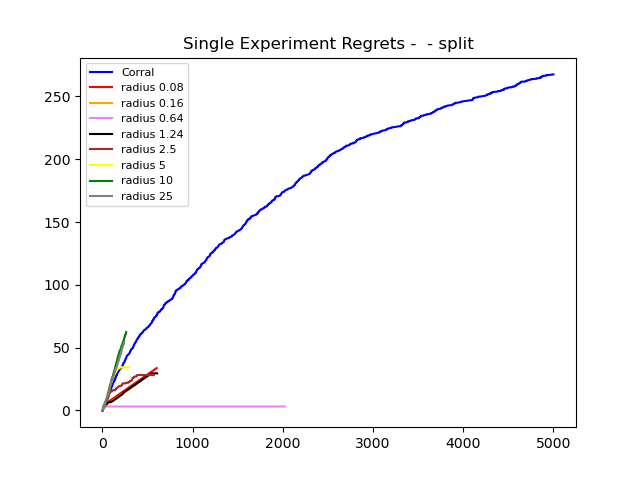 Single Experiment Regrets -  - split
Corral
radius 0.08
radius 0.16
radius 0.64
radius 1.24
radius 2.5
radius 5
radius 10
radius 25
250
200
150
100
50
0
0 1000 2000 3000 4000 5000